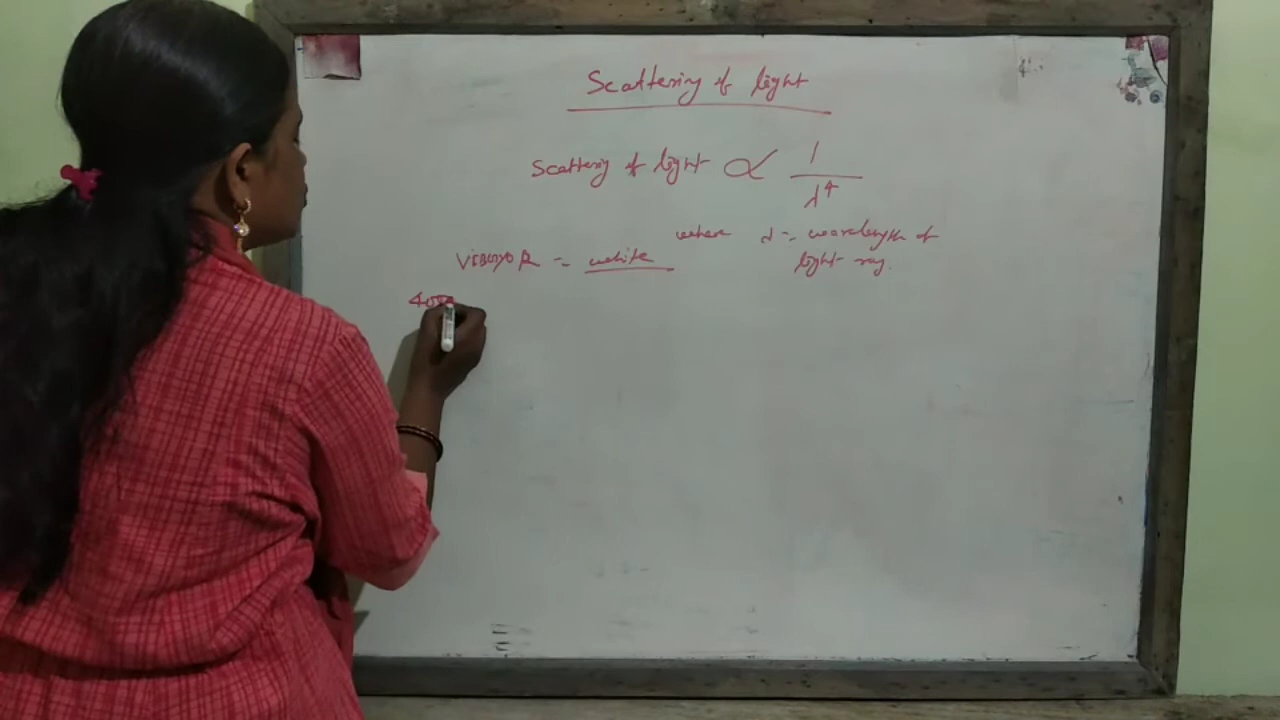 Scattering of light
Scattering of light ∝ 1/λ⁴
where λ = wavelength of
light ray.
VIBGYOR = white
400